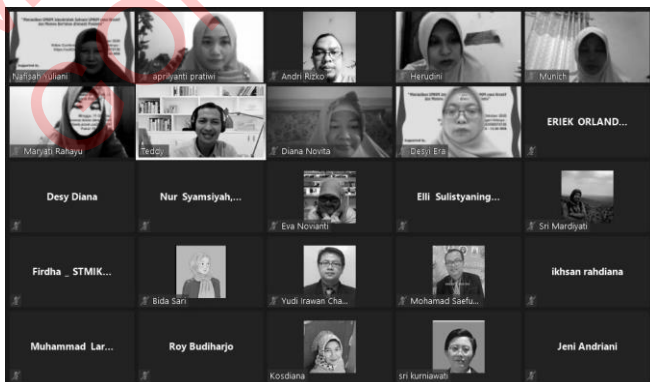 Nafisah Yuliani
apriliyanti pratiwi
Andri Rizko
Herudini
Munich
Maryati Rahayu
Teddy
Diana Novita
Desyi Era
ERIEK ORLAND...
Desy Diana
Nur Syamsiyah,...
Eva Novianti
Elli Sulistyaning...
Sri Mardiyati
Firdha _ STMIK...
Bida Sari
Yudi Irawan Cha...
Mohamad Saefu...
ikhsan rahdiana
Muhammad Lar...
Roy Budiharjo
Kosdiana
sri kurniawati
Jeni Andriani